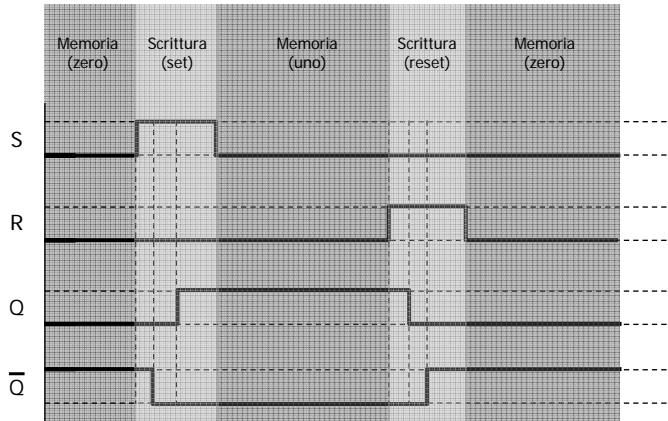 Memoria
(zero)
Scrittura
(set)
Memoria
(uno)
Scrittura
(reset)
Memoria
(zero)
S
R
Q
Q̅